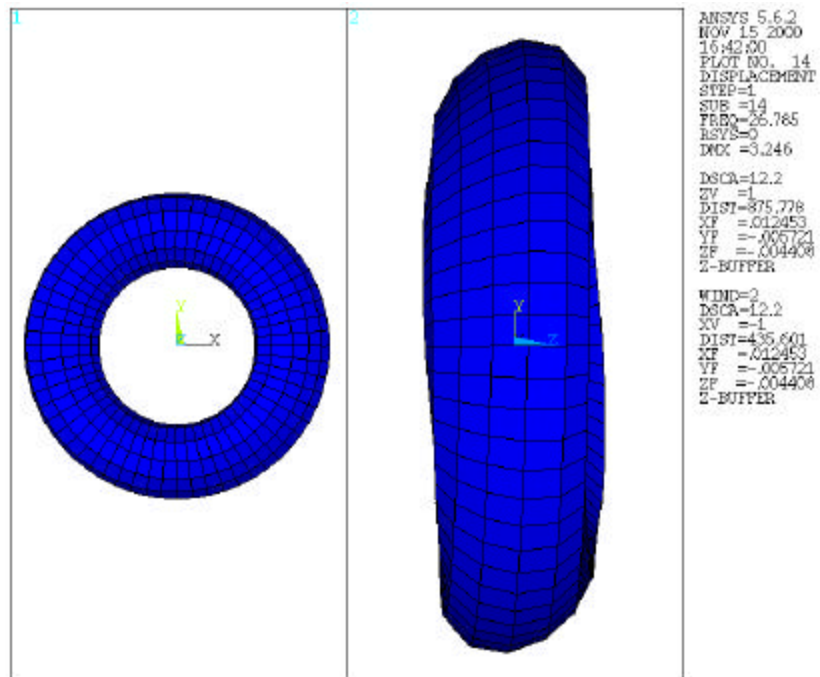 1
2
ANSYS 5.6.2
NOV 15 2000
16:42:00
PLOT NO. 14
DISPLACEMENT
STEP=1
SUB =14
FREQ=26.785
RSYS=0
DMX =3.246
DSCA=12.2
ZV =1
DIST=875.778
XF =.012453
YF =-.006721
ZF =-.004408
Z-BUFFER
WIND=2
DSCA=12.2
XV =-1
DIST=435.601
XF =.012453
YF =-.006721
ZF =-.004408
Z-BUFFER
Y
Z X
Y
Z